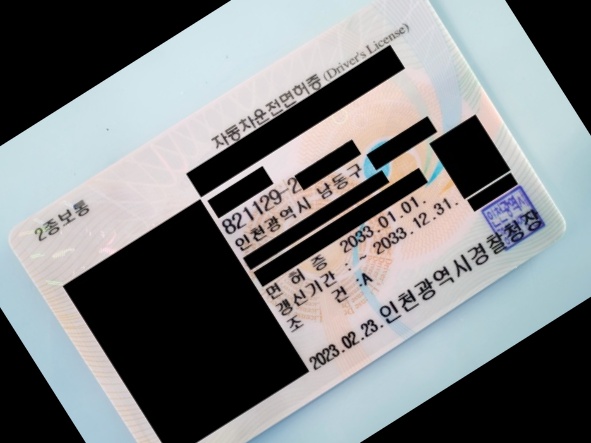 자동차운전면허증 (Driver's License)
2종보통
821129-2
인천광역시 남동구
면 허 증 2033.01.01.
갱신기간 : ~ 2033.12.31.
조 건 :A
2023.02.23. 인천광역시경찰청장